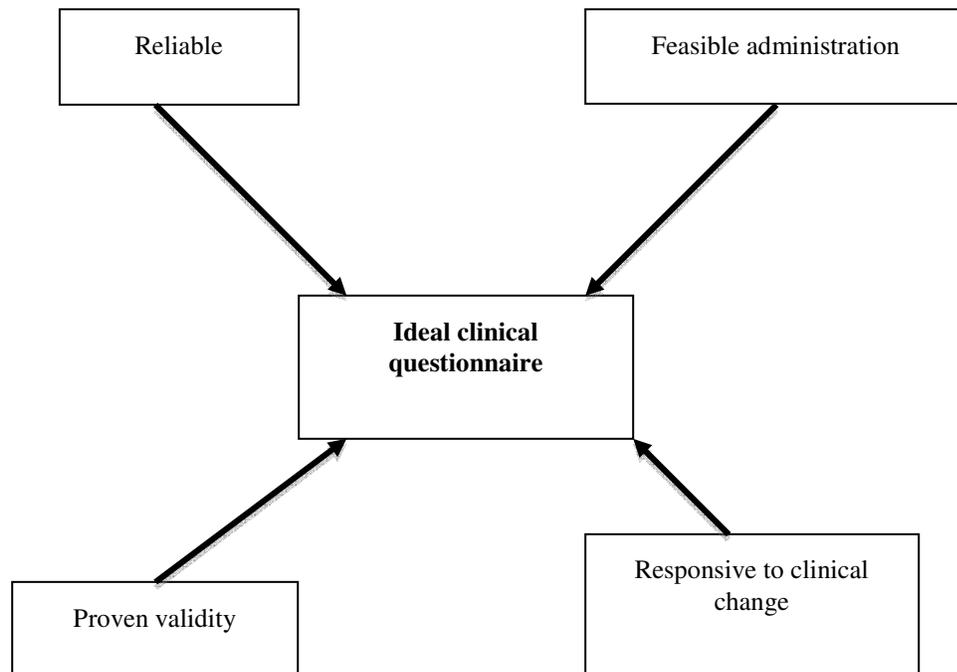 Reliable
Feasible administration
Ideal clinical
questionnaire
Proven validity
Responsive to clinical
change